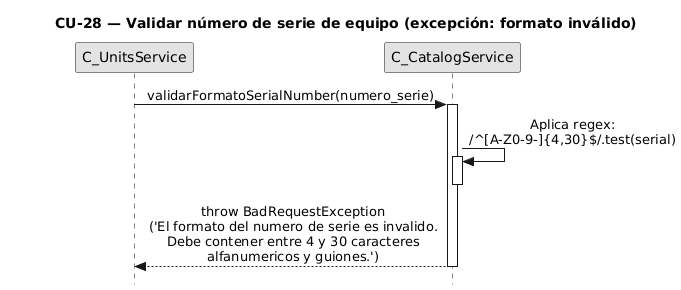 CU-28 — Validar número de serie de equipo (excepción: formato inválido)
C_UnitsService
C_CatalogService
validarFormatoSerialNumber(numero_serie)
Aplica regex:
/^[A-Z0-9-]{4,30}$/.test(serial)
throw BadRequestException
('El formato del numero de serie es invalido.
Debe contener entre 4 y 30 caracteres
alfanumericos y guiones.')